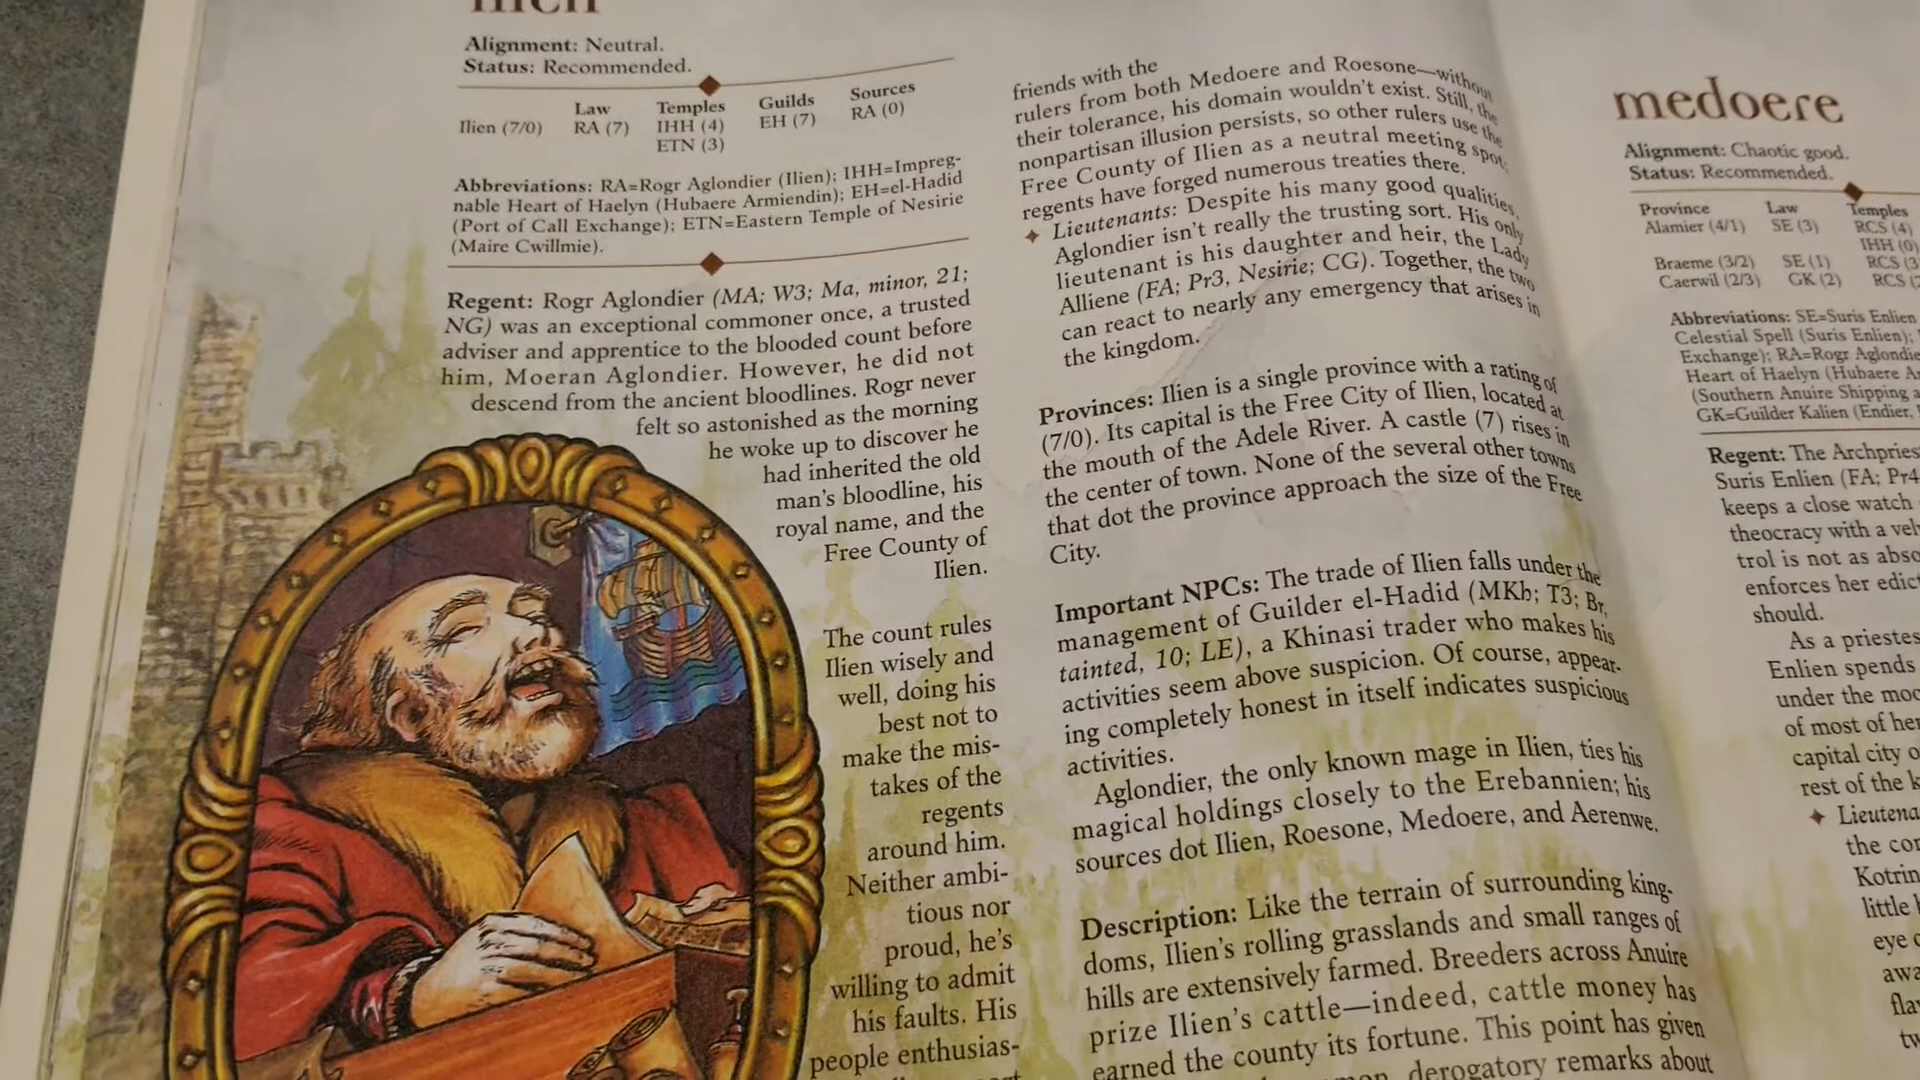 Ilien
Alignment: Neutral.
Status: Recommended.
Law Temples Guilds Sources
Ilien (7/0) RA (7) IHH (4) EH (7) RA (0)
ETN (3)
Abbreviations: RA=Rogr Aglondier (Ilien); IHH=Impreg-
nable Heart of Haelyn (Hubaere Armiendin); EH=el-Hadid
(Port of Call Exchange); ETN=Eastern Temple of Nesirie
(Maire Cwillmie).
Regent: Rogr Aglondier (MA; W3; Ma, minor, 21;
NG) was an exceptional commoner once, a trusted
adviser and apprentice to the blooded count before
him, Moeran Aglondier. However, he did not
descend from the ancient bloodlines. Rogr never
felt so astonished as the morning
he woke up to discover he
had inherited the old
man's bloodline, his
royal name, and the
Free County of
Ilien.
The count rules
Ilien wisely and
well, doing his
best not to
make the mis-
takes of the
regents
around him.
Neither ambi-
tious nor
proud, he's
willing to admit
his faults. His
people enthusias-
friends with the
rulers from both Medoere and Roesone—without
their tolerance, his domain wouldn't exist. Still, the
nonpartisan illusion persists, so other rulers use the
Free County of Ilien as a neutral meeting spot;
regents have forged numerous treaties there.
✦ Lieutenants: Despite his many good qualities,
Aglondier isn't really the trusting sort. His only
lieutenant is his daughter and heir, the Lady
Alliene (FA; Pr3, Nesirie; CG). Together, the two
can react to nearly any emergency that arises in
the kingdom.
Provinces: Ilien is a single province with a rating of
(7/0). Its capital is the Free City of Ilien, located at
the mouth of the Adele River. A castle (7) rises in
the center of town. None of the several other towns
that dot the province approach the size of the Free
City.
Important NPCs: The trade of Ilien falls under the
management of Guilder el-Hadid (MKh; T3; Br,
tainted, 10; LE), a Khinasi trader who makes his
activities seem above suspicion. Of course, appear-
ing completely honest in itself indicates suspicious
activities.
Aglondier, the only known mage in Ilien, ties his
magical holdings closely to the Erebannien; his
sources dot Ilien, Roesone, Medoere, and Aerenwe.
Description: Like the terrain of surrounding king-
doms, Ilien's rolling grasslands and small ranges of
hills are extensively farmed. Breeders across Anuire
prize Ilien's cattle—indeed, cattle money has
earned the county its fortune. This point has given
derogatory remarks about
medoere
Alignment: Chaotic good.
Status: Recommended.
Province Law Temples
Alamier (4/1) SE (3) RCS (4)
IHH (0)
Braeme (3/2) SE (1) RCS (3
Caerwil (2/3) GK (2) RCS (
Abbreviations: SE=Suris Enlien
Celestial Spell (Suris Enlien);
Exchange); RA=Rogr Aglondie
Heart of Haelyn (Hubaere A
(Southern Anuire Shipping a
GK=Guilder Kalien (Endier,
Regent: The Archpries
Suris Enlien (FA; Pr4
keeps a close watch
theocracy with a vel
trol is not as abso
enforces her edict
should.
As a priestes
Enlien spends
under the moo
of most of her
capital city o
rest of the k
✦ Lieutena
the cor
Kotrin
little
eye
awa
fla
tw